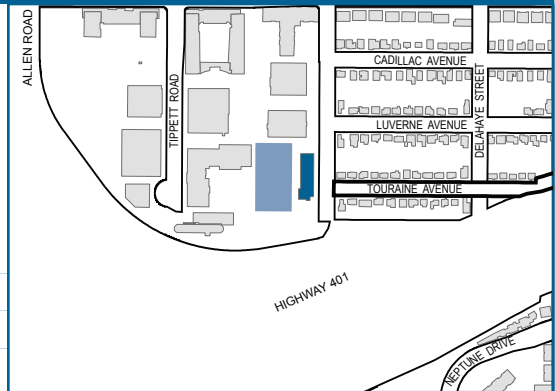 ALLEN ROAD
TIPPETT ROAD
CADILLAC AVENUE
DELAHAYE STREET
LUVERNE AVENUE
TOURAINE AVENUE
HIGHWAY 401
NEPTUNE DRIVE